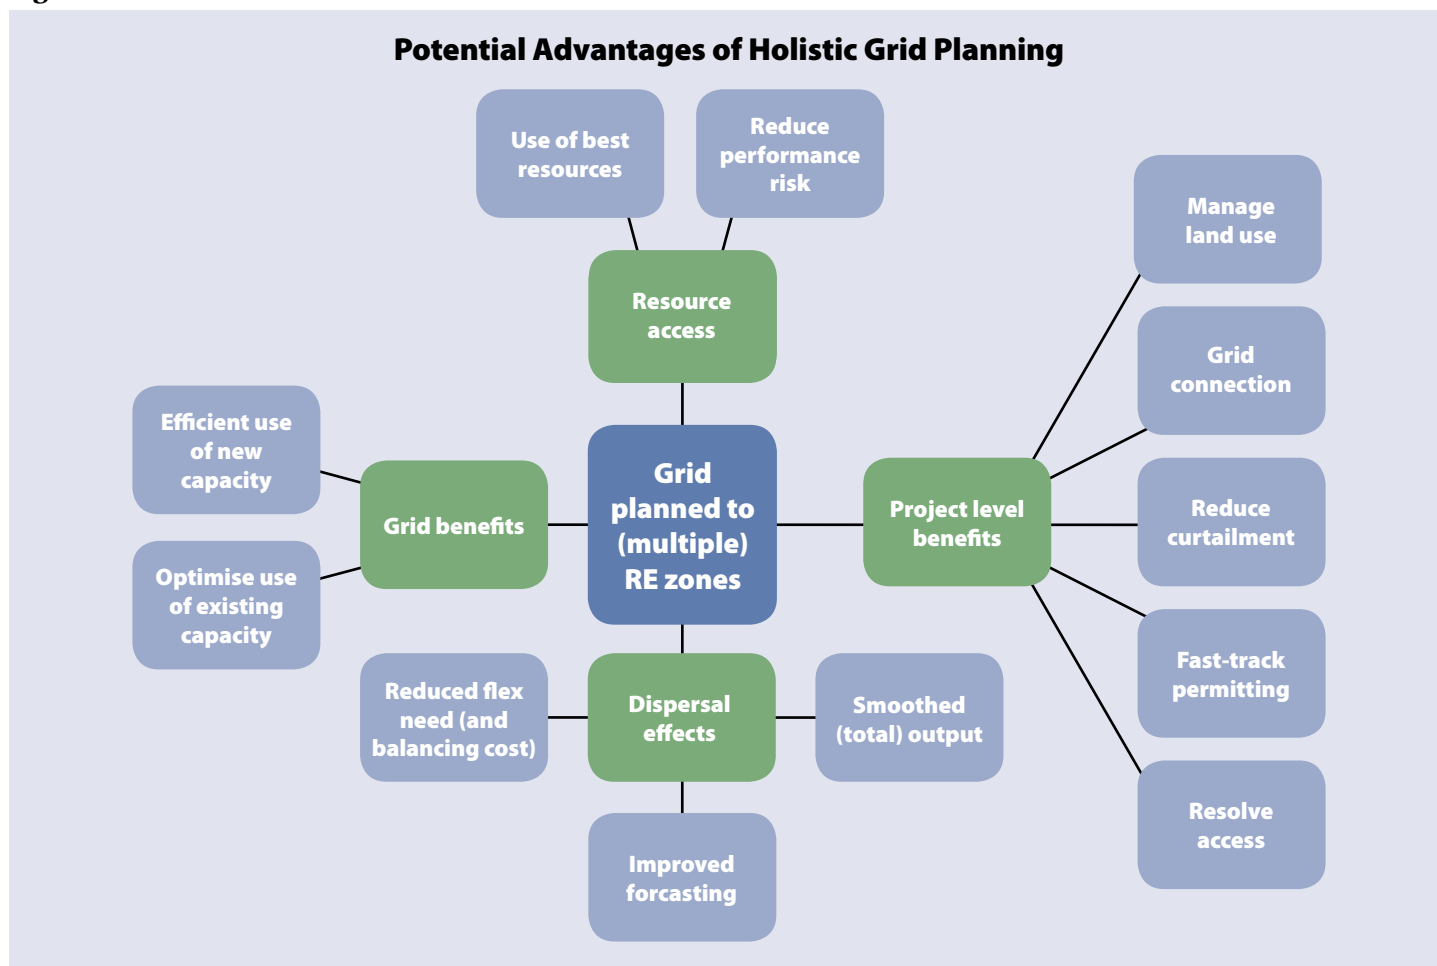 Potential Advantages of Holistic Grid Planning
Use of best
resources
Reduce
performance
risk
Resource
access
Manage
land use
Grid
connection
Reduce
curtailment
Fast-track
permitting
Resolve
access
Project level
benefits
Grid
planned to
(multiple)
RE zones
Grid benefits
Efficient use
of new
capacity
Optimise use
of existing
capacity
Dispersal
effects
Reduced flex
need (and
balancing cost)
Smoothed
(total) output
Improved
forcasting